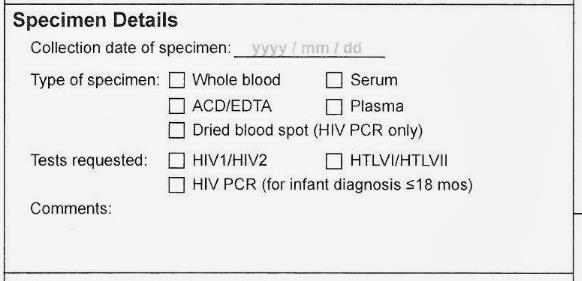 Specimen Details
Collection date of specimen: yyyy / mm / dd
Type of specimen: ☐ Whole blood ☐ Serum
☐ ACD/EDTA ☐ Plasma
☐ Dried blood spot (HIV PCR only)
Tests requested: ☐ HIV1/HIV2 ☐ HTLVI/HTLVII
☐ HIV PCR (for infant diagnosis ≤18 mos)
Comments: